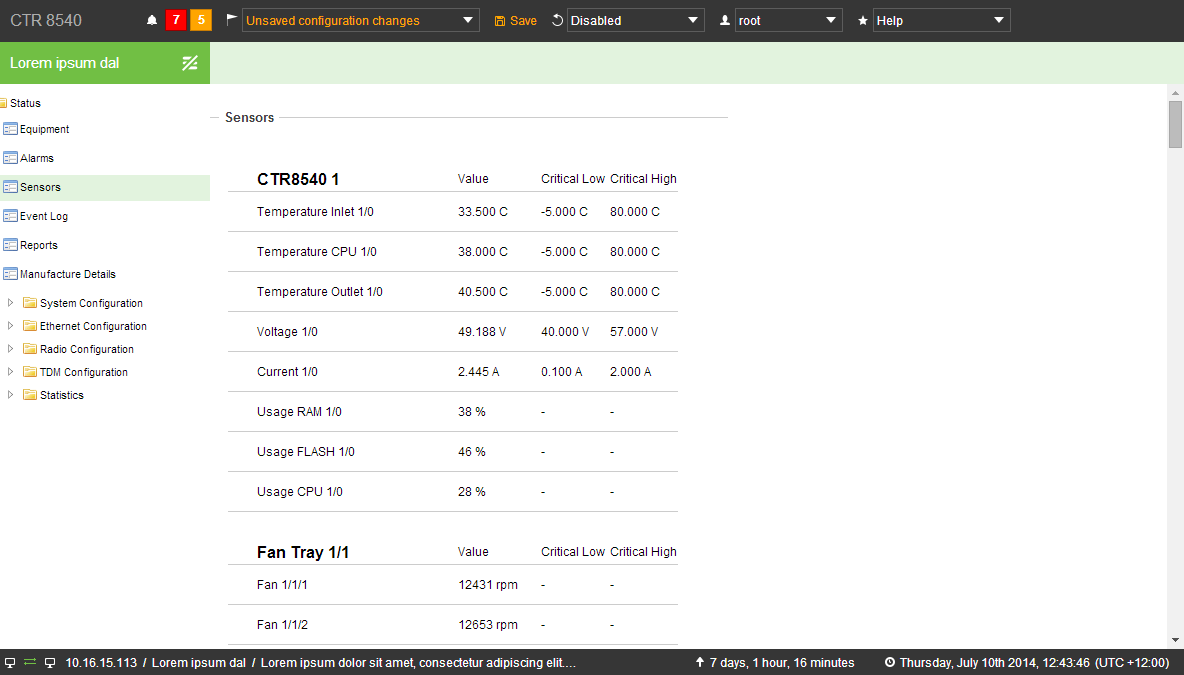 CTR 8540 7 5 Unsaved configuration changes Save Disabled root Help
Lorem ipsum dal
Status
Equipment
Alarms
Sensors
Event Log
Reports
Manufacture Details
System Configuration
Ethernet Configuration
Radio Configuration
TDM Configuration
Statistics
Sensors
CTR8540 1 Value Critical Low Critical High
Temperature Inlet 1/0 33.500 C -5.000 C 80.000 C
Temperature CPU 1/0 38.000 C -5.000 C 80.000 C
Temperature Outlet 1/0 40.500 C -5.000 C 80.000 C
Voltage 1/0 49.188 V 40.000 V 57.000 V
Current 1/0 2.445 A 0.100 A 2.000 A
Usage RAM 1/0 38 % - -
Usage FLASH 1/0 46 % - -
Usage CPU 1/0 28 % - -
Fan Tray 1/1 Value Critical Low Critical High
Fan 1/1/1 12431 rpm - -
Fan 1/1/2 12653 rpm - -
10.16.15.113 / Lorem ipsum dal / Lorem ipsum dolor sit amet, consectetur adipiscing elit.... 7 days, 1 hour, 16 minutes Thursday, July 10th 2014, 12:43:46 (UTC +12:00)